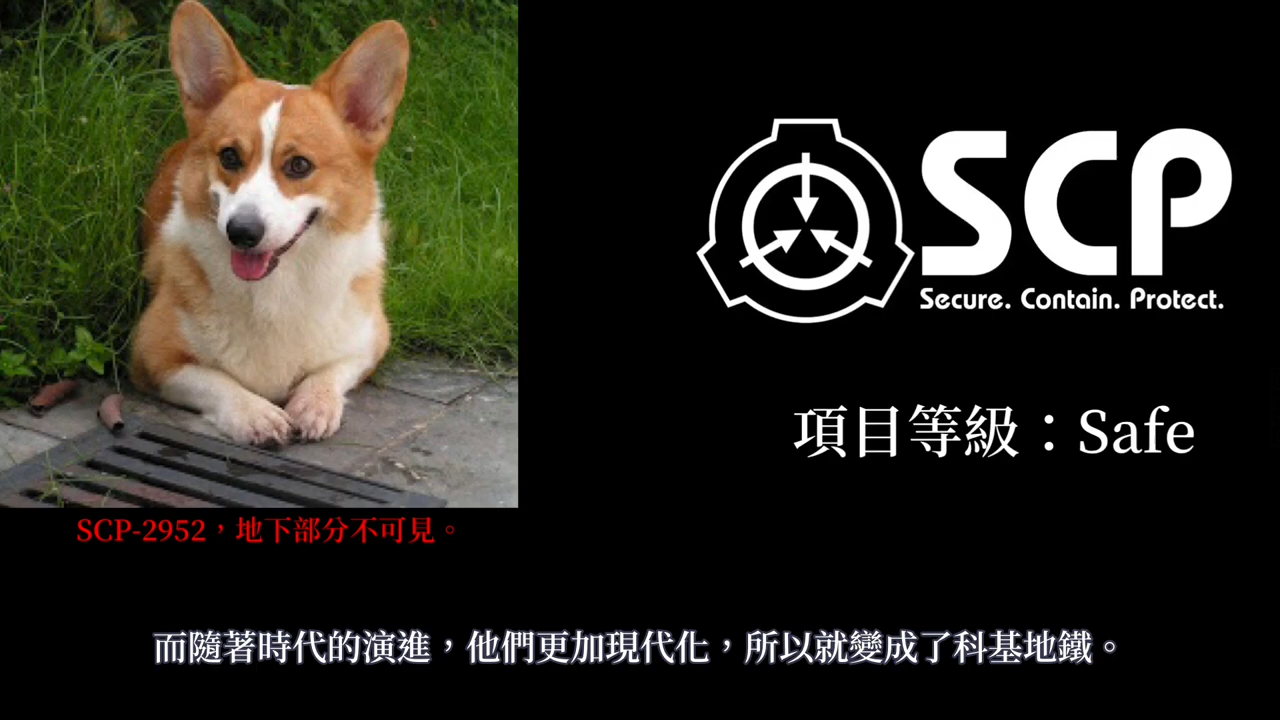 SCP
Secure. Contain. Protect.
項目等級：Safe
SCP-2952，地下部分不可見。
而隨著時代的演進，他們更加現代化，所以就變成了科基地鐵。